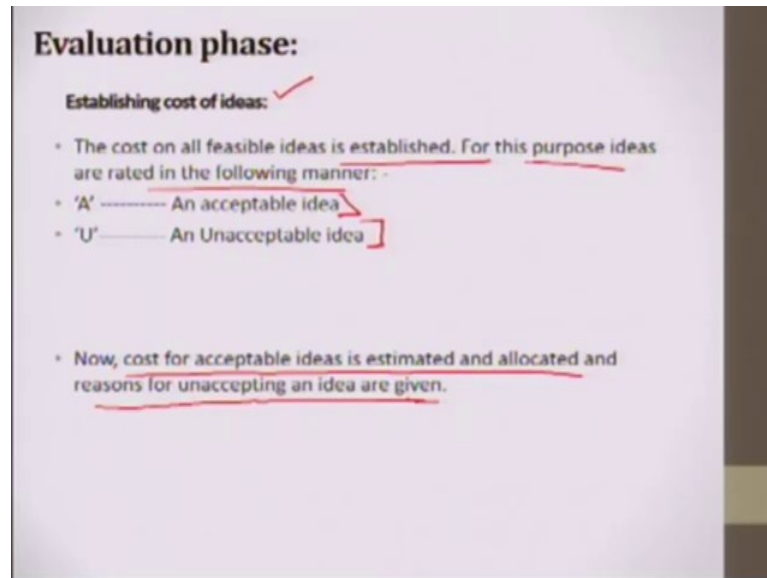 Evaluation phase:
Establishing cost of ideas:
• The cost on all feasible ideas is established. For this purpose ideas
are rated in the following manner: -
• 'A' ---------- An acceptable idea
• 'U'---------- An Unacceptable idea
• Now, cost for acceptable ideas is estimated and allocated and
reasons for unaccepting an idea are given.